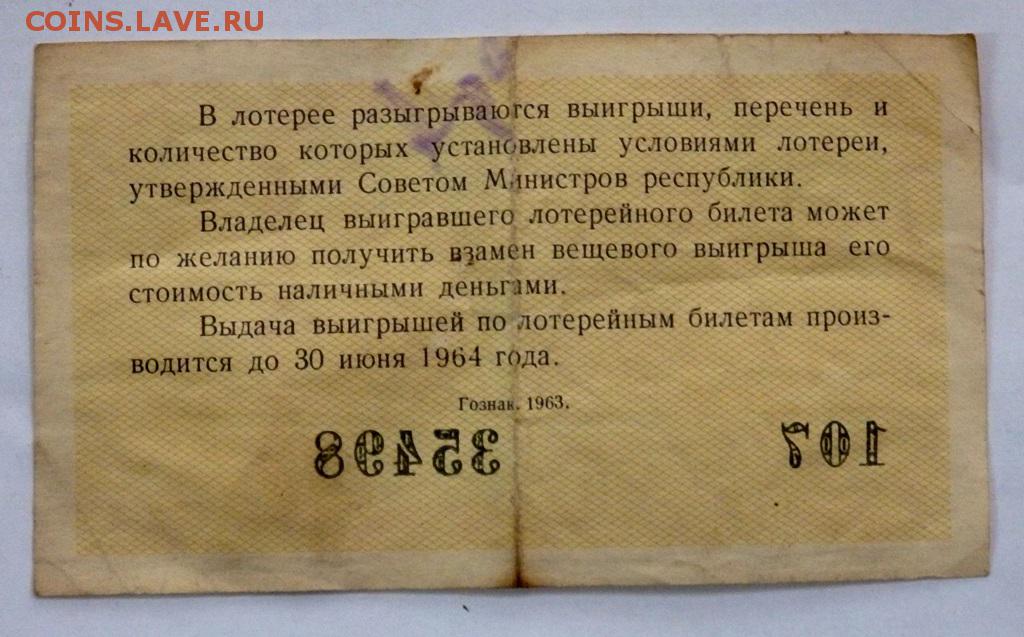 COINS.LAVE.RU
В лотерее разыгрываются выигрыши, перечень и
количество которых установлены условиями лотереи,
утвержденными Советом Министров республики.
Владелец выигравшего лотерейного билета может
по желанию получить взамен вещевого выигрыша его
стоимость наличными деньгами.
Выдача выигрышей по лотерейным билетам произ-
водится до 30 июня 1964 года.
Гознак. 1963.
107 35498